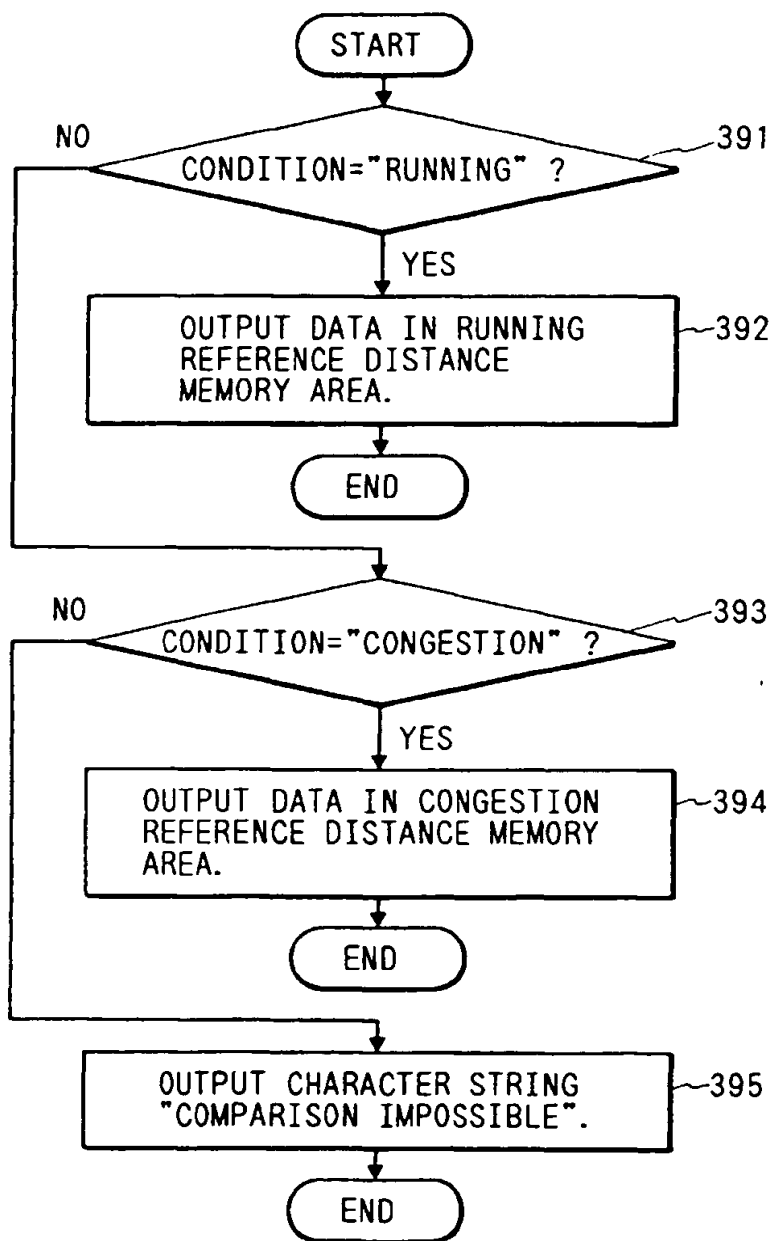 START
NO
CONDITION="RUNNING" ?
391
YES
OUTPUT DATA IN RUNNING
REFERENCE DISTANCE
MEMORY AREA.
392
END
NO
CONDITION="CONGESTION" ?
393
YES
OUTPUT DATA IN CONGESTION
REFERENCE DISTANCE MEMORY
AREA.
394
END
OUTPUT CHARACTER STRING
"COMPARISON IMPOSSIBLE".
395
END